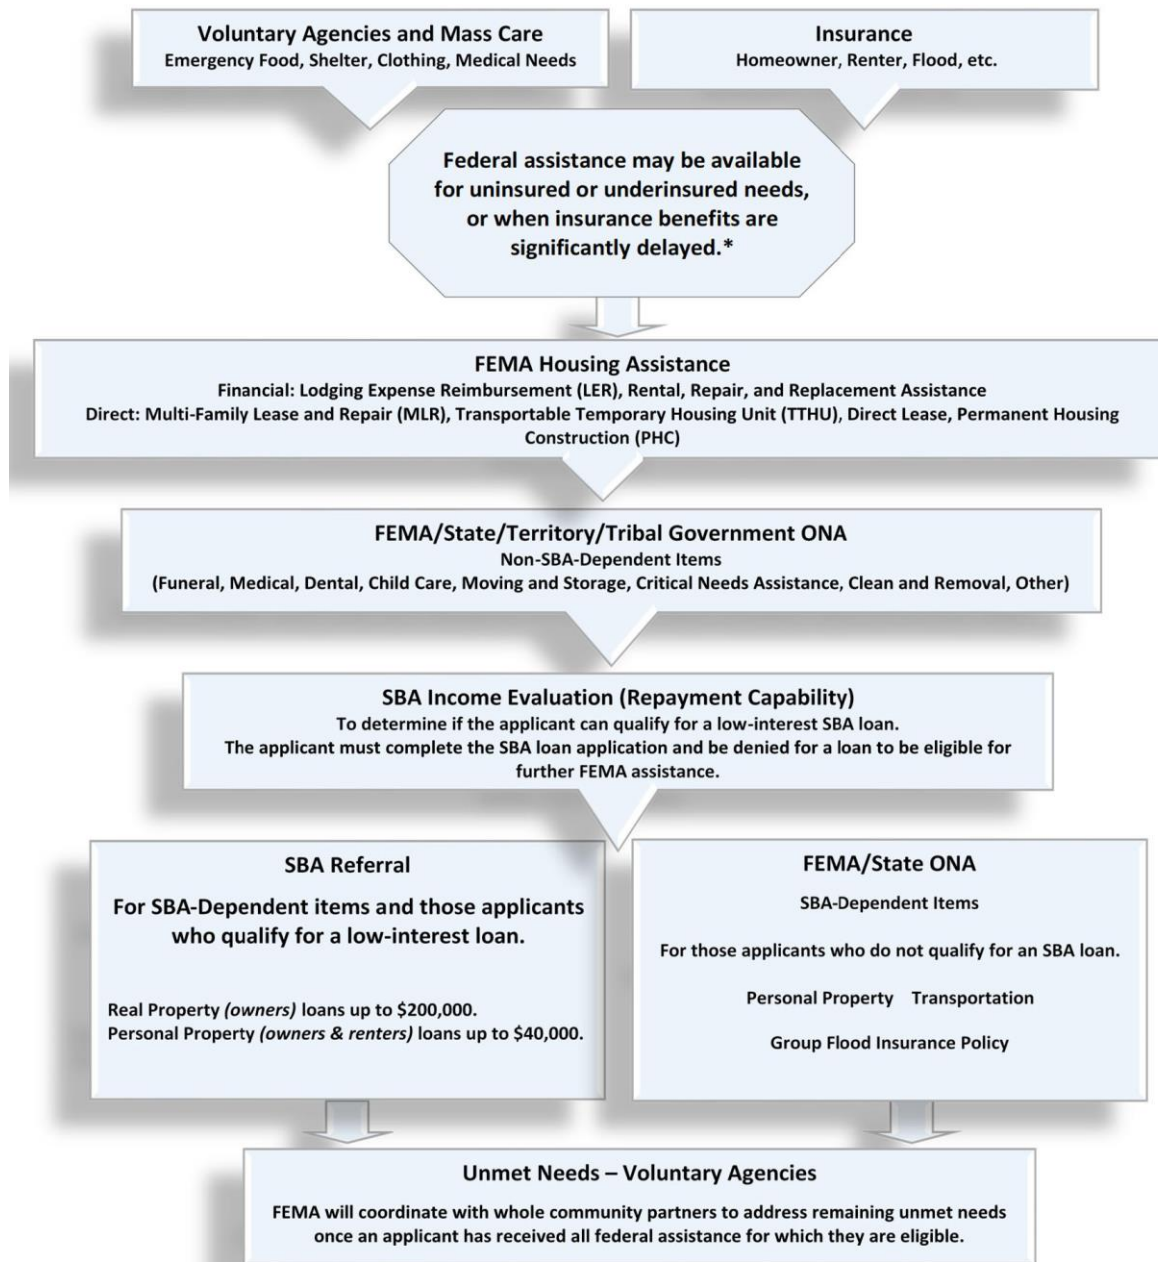 Voluntary Agencies and Mass Care
Emergency Food, Shelter, Clothing, Medical Needs
Insurance
Homeowner, Renter, Flood, etc.
Federal assistance may be available
for uninsured or underinsured needs,
or when insurance benefits are
significantly delayed.*
FEMA Housing Assistance
Financial: Lodging Expense Reimbursement (LER), Rental, Repair, and Replacement Assistance
Direct: Multi-Family Lease and Repair (MLR), Transportable Temporary Housing Unit (TTHU), Direct Lease, Permanent Housing
Construction (PHC)
FEMA/State/Territory/Tribal Government ONA
Non-SBA-Dependent Items
(Funeral, Medical, Dental, Child Care, Moving and Storage, Critical Needs Assistance, Clean and Removal, Other)
SBA Income Evaluation (Repayment Capability)
To determine if the applicant can qualify for a low-interest SBA loan.
The applicant must complete the SBA loan application and be denied for a loan to be eligible for
further FEMA assistance.
SBA Referral
For SBA-Dependent items and those applicants
who qualify for a low-interest loan.
Real Property (owners) loans up to $200,000.
Personal Property (owners & renters) loans up to $40,000.
FEMA/State ONA
SBA-Dependent Items
For those applicants who do not qualify for an SBA loan.
Personal Property Transportation
Group Flood Insurance Policy
Unmet Needs – Voluntary Agencies
FEMA will coordinate with whole community partners to address remaining unmet needs
once an applicant has received all federal assistance for which they are eligible.